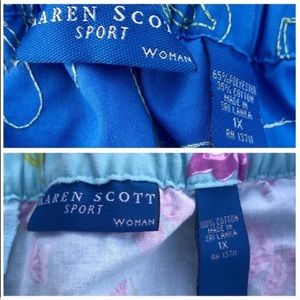 KAREN SCOTT
SPORT
WOMAN
65% POLYESTER
35% COTTON
MADE IN
SRI LANKA
1X
RN 13711
KAREN SCOTT
SPORT
WOMAN
100% COTTON
MADE IN
SRI LANKA
1X
RN 13711